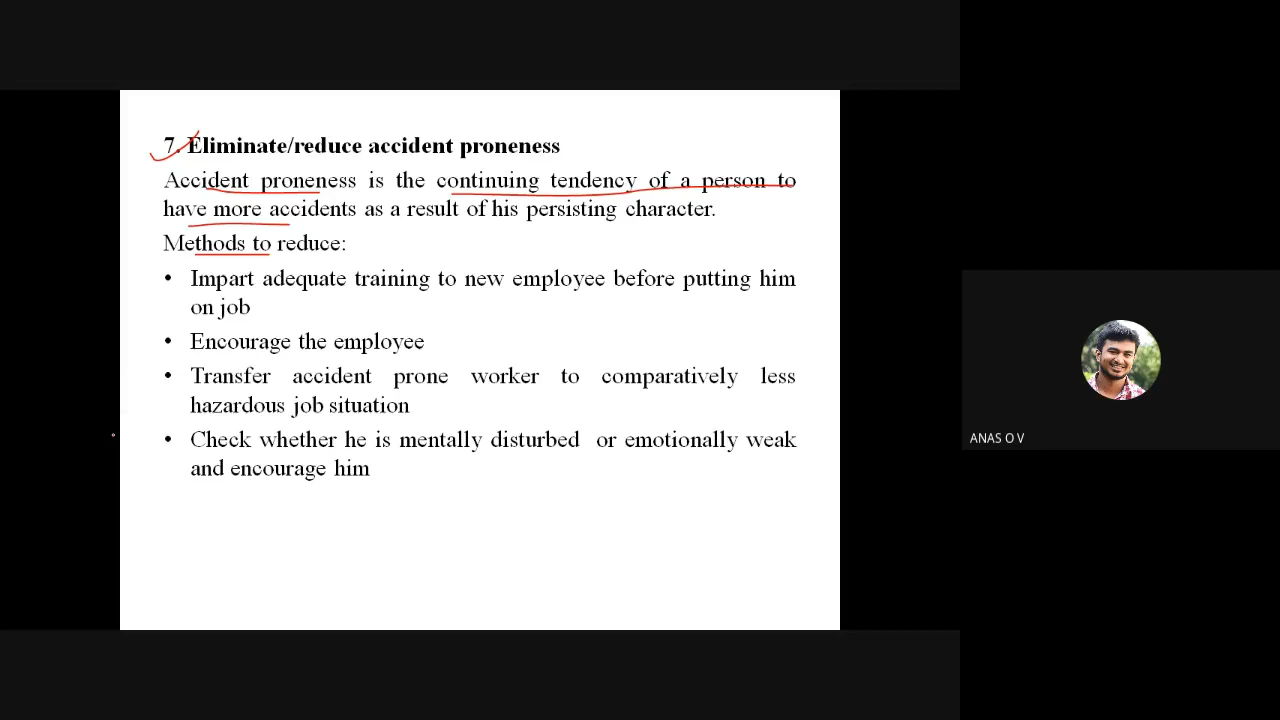 7. Eliminate/reduce accident proneness
Accident proneness is the continuing tendency of a person to
have more accidents as a result of his persisting character.
Methods to reduce:
• Impart adequate training to new employee before putting him
on job
• Encourage the employee
• Transfer accident prone worker to comparatively less
hazardous job situation
• Check whether he is mentally disturbed or emotionally weak
and encourage him
ANAS O V